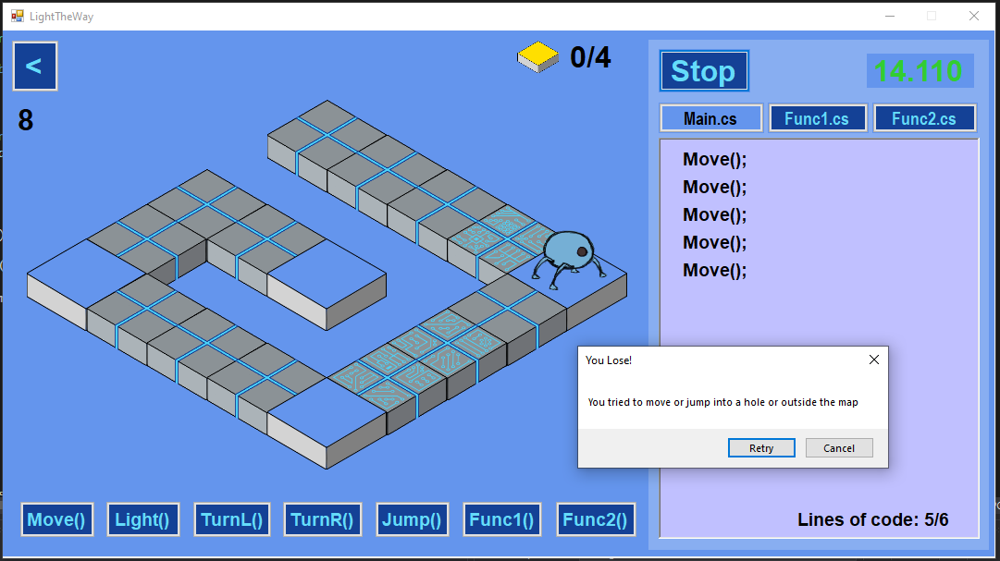 LightTheWay
<
0/4
Stop
14.110
8
Main.cs
Func1.cs
Func2.cs
Move();
Move();
Move();
Move();
Move();
You Lose!
You tried to move or jump into a hole or outside the map
Retry
Cancel
Lines of code: 5/6
Move()
Light()
TurnL()
TurnR()
Jump()
Func1()
Func2()